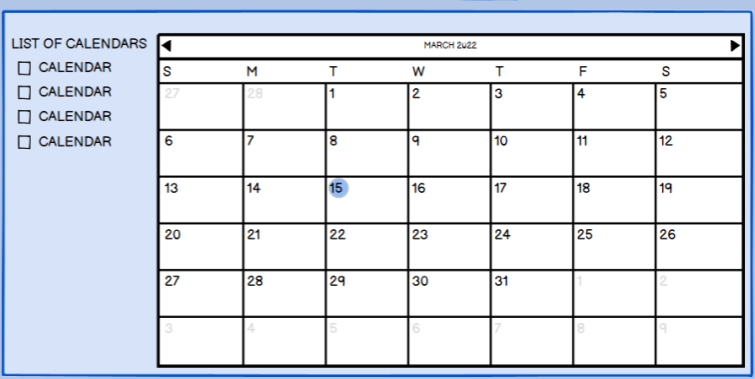 LIST OF CALENDARS
CALENDAR
CALENDAR
CALENDAR
CALENDAR
MARCH 2022
S M T W T F S
27 28 1 2 3 4 5
6 7 8 9 10 11 12
13 14 15 16 17 18 19
20 21 22 23 24 25 26
27 28 29 30 31 1 2
3 4 5 6 7 8 9